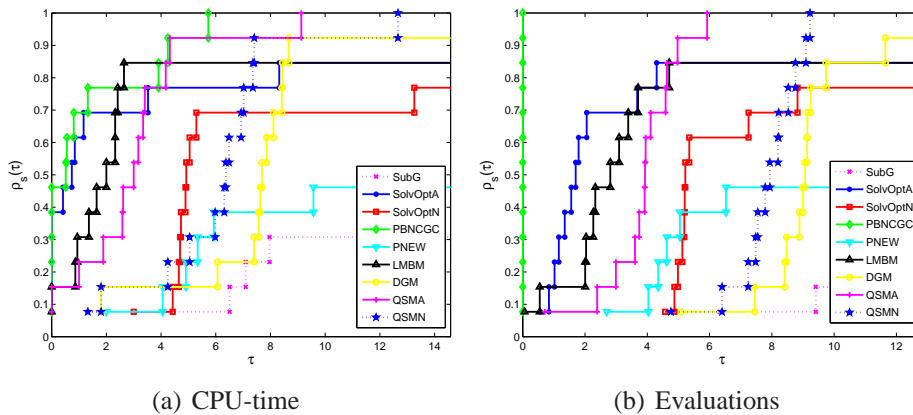 1
0.9
0.8
0.7
0.6
0.5
0.4
0.3
0.2
0.1
0
ρs(τ)
0 2 4 6 8 10 12 14
τ
SubG
SolvOptA
SolvOptN
PBNCGC
PNEW
LMBM
DGM
QSMA
QSMN
(a) CPU-time
1
0.9
0.8
0.7
0.6
0.5
0.4
0.3
0.2
0.1
0
ρs(τ)
0 2 4 6 8 10 12
τ
SubG
SolvOptA
SolvOptN
PBNCGC
PNEW
LMBM
DGM
QSMA
QSMN
(b) Evaluations